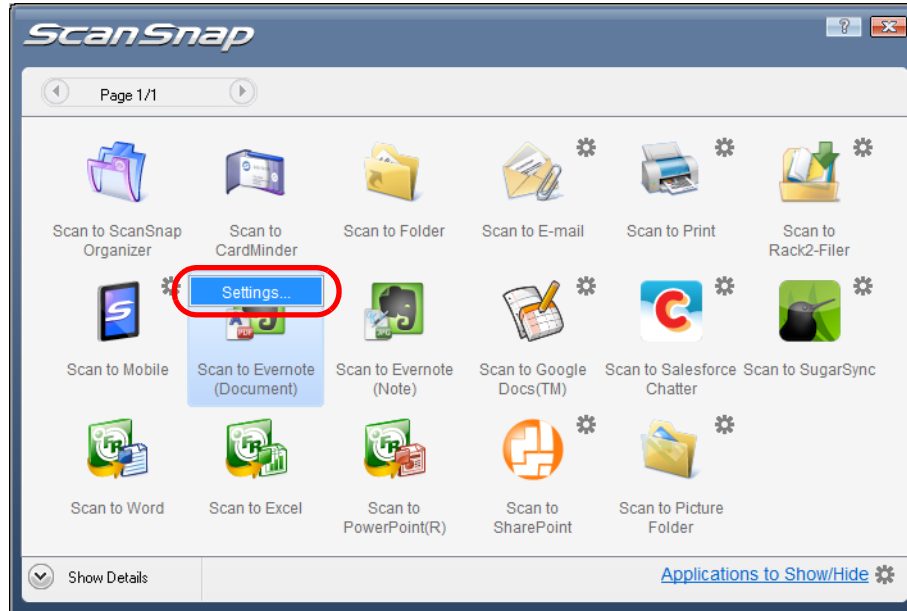 ScanSnap
?
Page 1/1
Scan to ScanSnap
Organizer
Scan to
CardMinder
Scan to Folder
Scan to E-mail
Scan to Print
Scan to
Rack2-Filer
Settings...
Scan to Mobile
Scan to Evernote
(Document)
Scan to Evernote
(Note)
Scan to Google
Docs(TM)
Scan to Salesforce
Chatter
Scan to SugarSync
Scan to Word
Scan to Excel
Scan to
PowerPoint(R)
Scan to
SharePoint
Scan to Picture
Folder
Show Details
Applications to Show/Hide